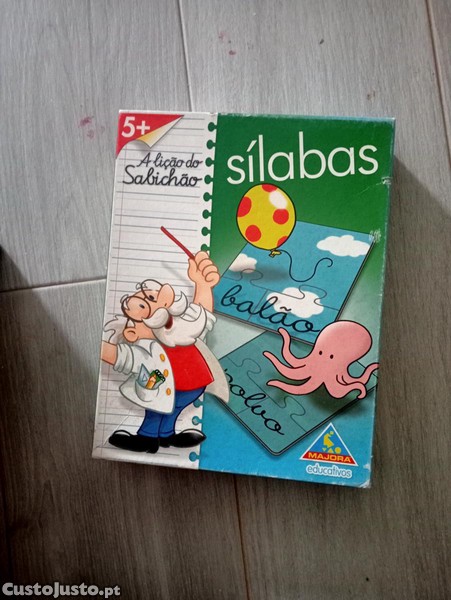 5+
A lição do
Sabichão
sílabas
balão
polvo
MAJORA
educativos
CustoJusto.pt